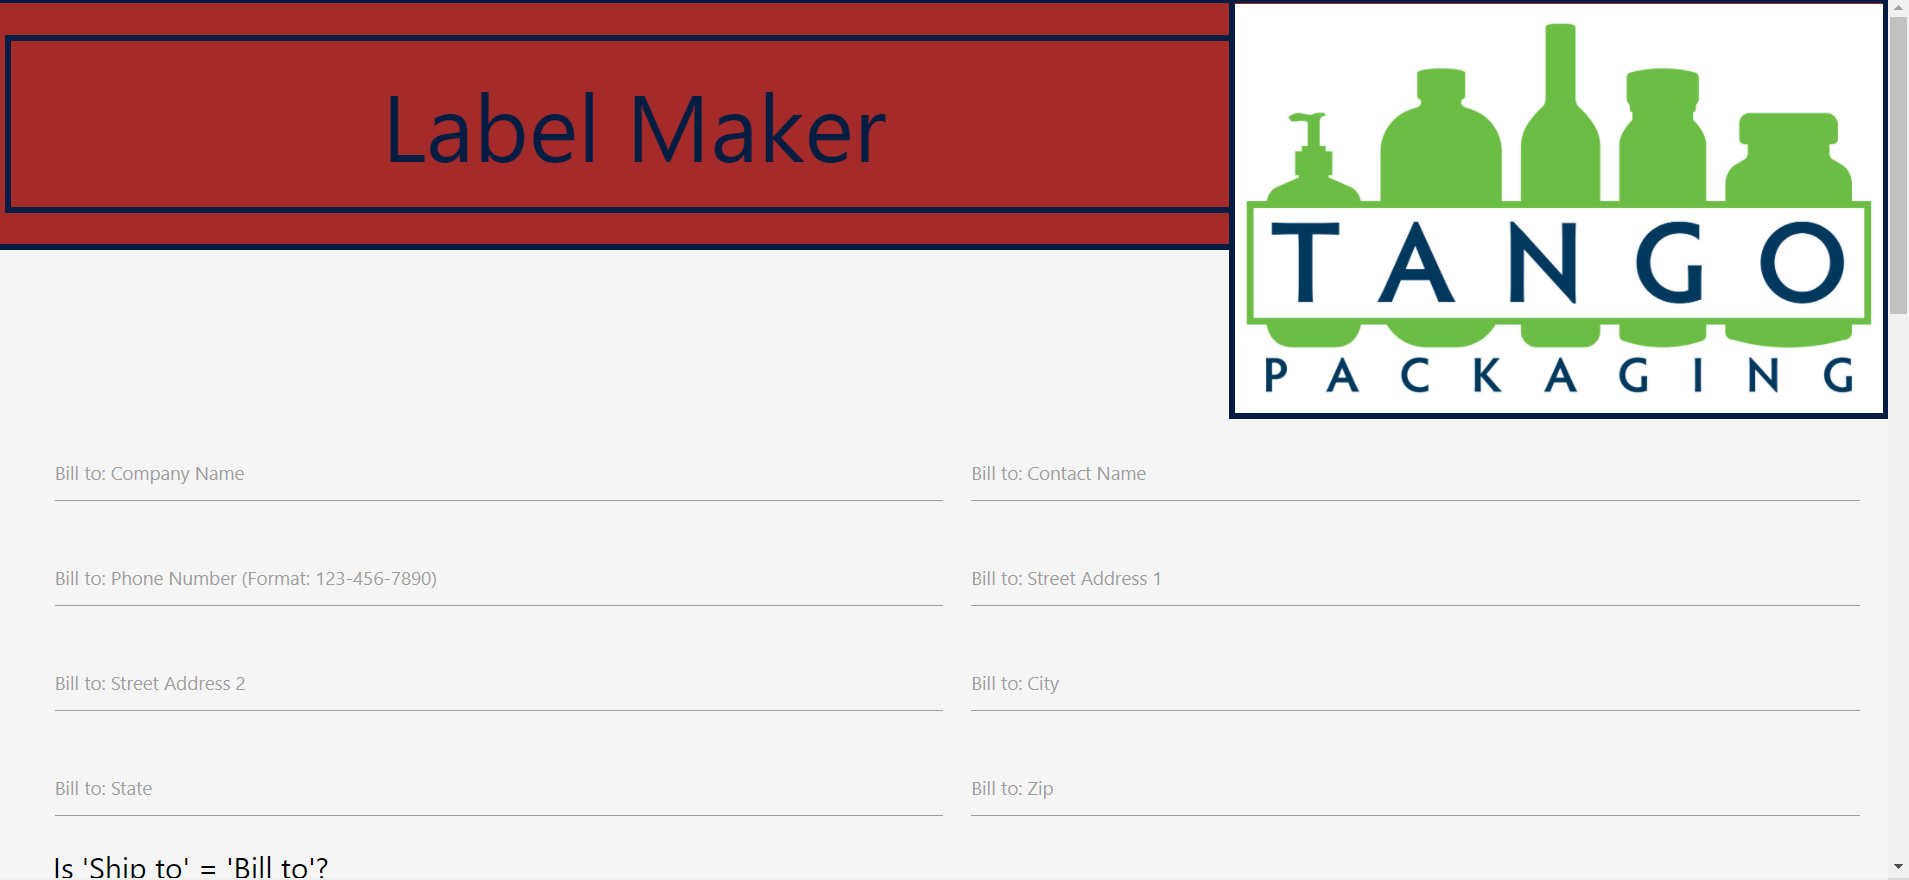 Label Maker
TANGO
PACKAGING
Bill to: Company Name
Bill to: Contact Name
Bill to: Phone Number (Format: 123-456-7890)
Bill to: Street Address 1
Bill to: Street Address 2
Bill to: City
Bill to: State
Bill to: Zip
Is 'Ship to' = 'Bill to'?